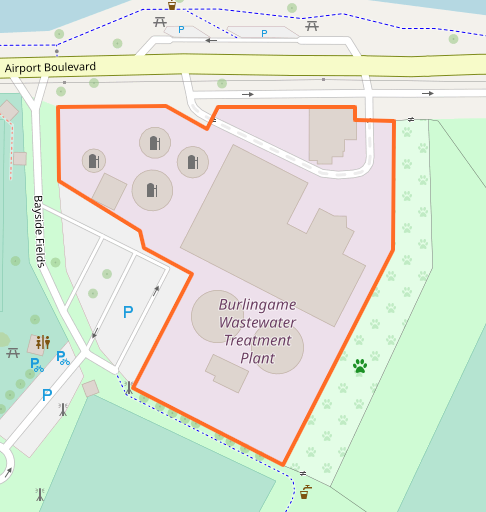 P
P
Airport Boulevard
Bayside Fields
P
Burlingame
Wastewater
Treatment
Plant
P
P
P